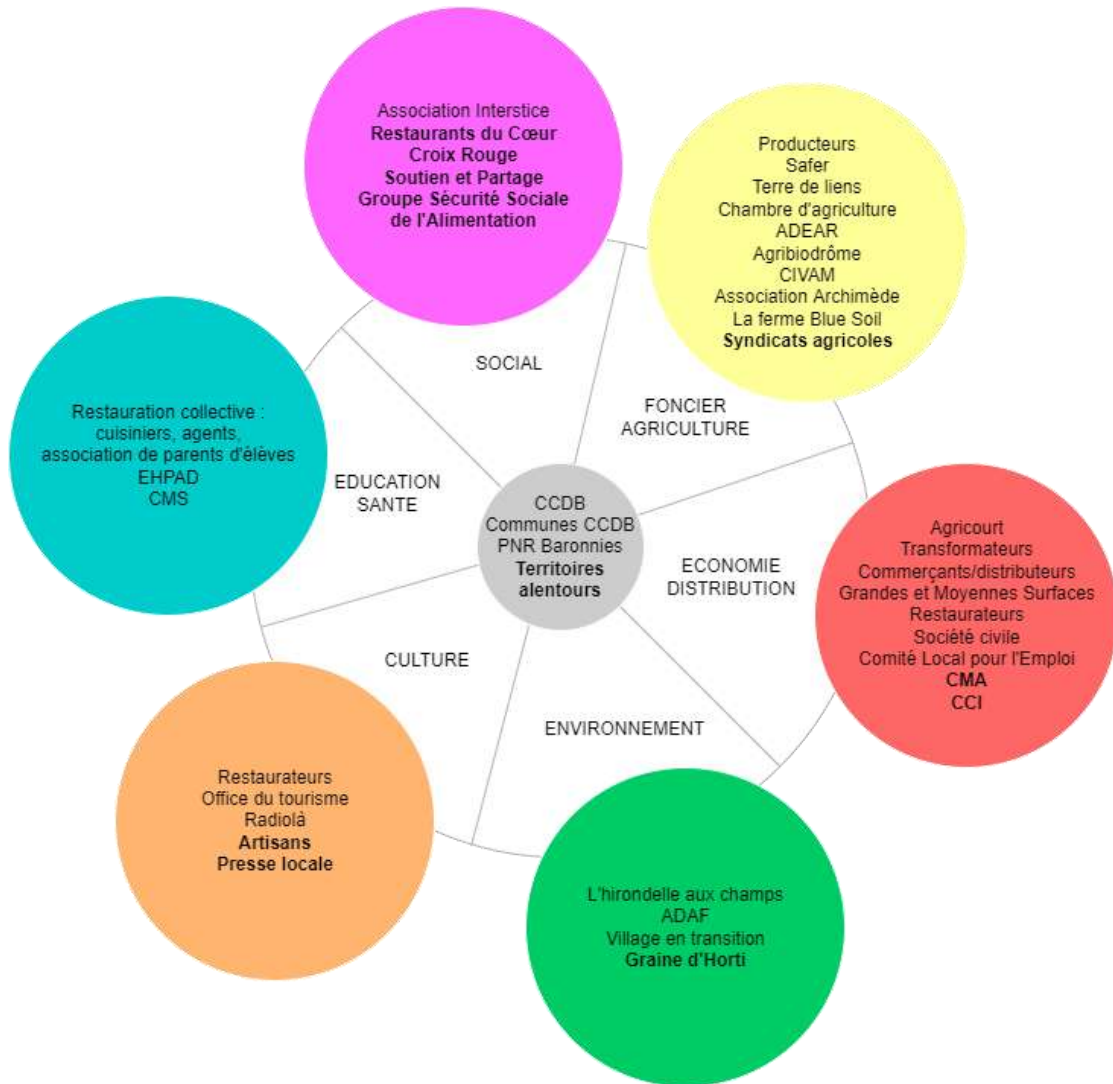 Association Interstice
Restaurants du Cœur
Croix Rouge
Soutien et Partage
Groupe Sécurité Sociale
de l'Alimentation
Producteurs
Safer
Terre de liens
Chambre d'agriculture
ADEAR
Agribiodrôme
CIVAM
Association Archimède
La ferme Blue Soil
Syndicats agricoles
SOCIAL
FONCIER
AGRICULTURE
Restauration collective :
cuisiniers, agents,
association de parents d'élèves
EHPAD
CMS
EDUCATION
SANTE
CCDB
Communes CCDB
PNR Baronnies
Territoires
alentours
ECONOMIE
DISTRIBUTION
Agricourt
Transformateurs
Commerçants/distributeurs
Grandes et Moyennes Surfaces
Restaurateurs
Société civile
Comité Local pour l'Emploi
CMA
CCI
CULTURE
ENVIRONNEMENT
Restaurateurs
Office du tourisme
Radiolà
Artisans
Presse locale
L'hirondelle aux champs
ADAF
Village en transition
Graine d'Horti